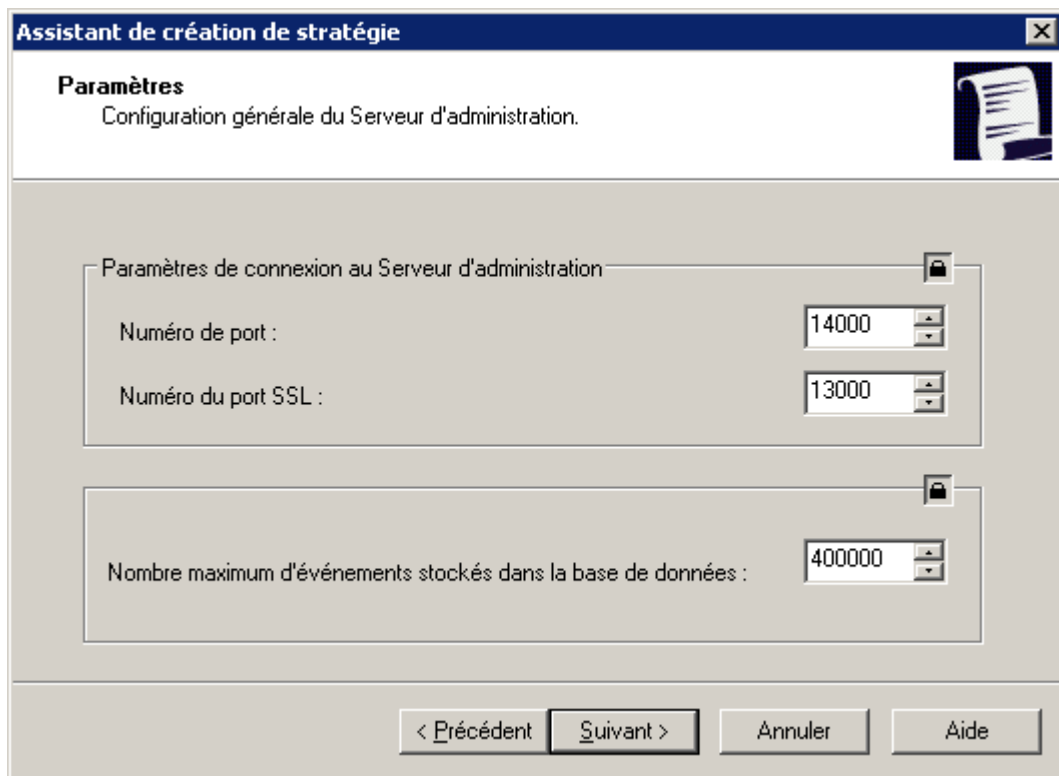 Assistant de création de stratégie
Paramètres
Configuration générale du Serveur d'administration.
Paramètres de connexion au Serveur d'administration
Numéro de port : 14000
Numéro du port SSL : 13000
Nombre maximum d'événements stockés dans la base de données : 400000
< Précédent Suivant > Annuler Aide